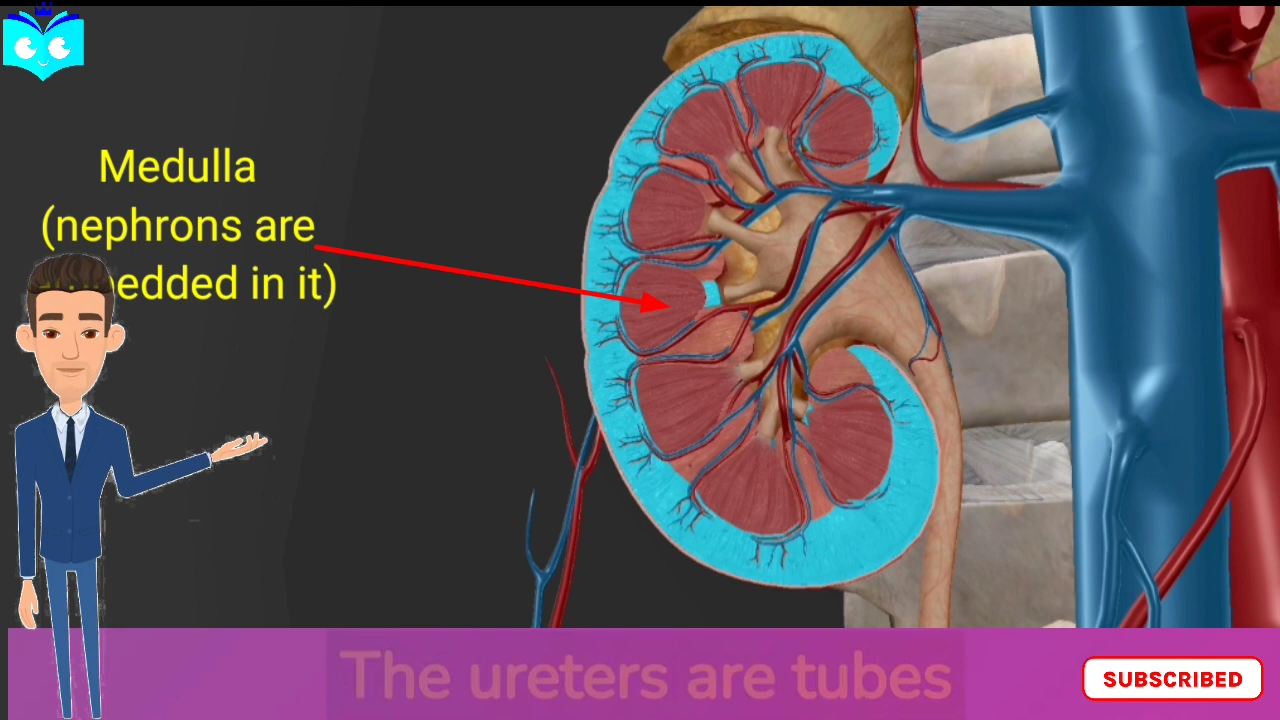 Medulla
(nephrons are
edded in it)
The ureters are tubes
SUBSCRIBED